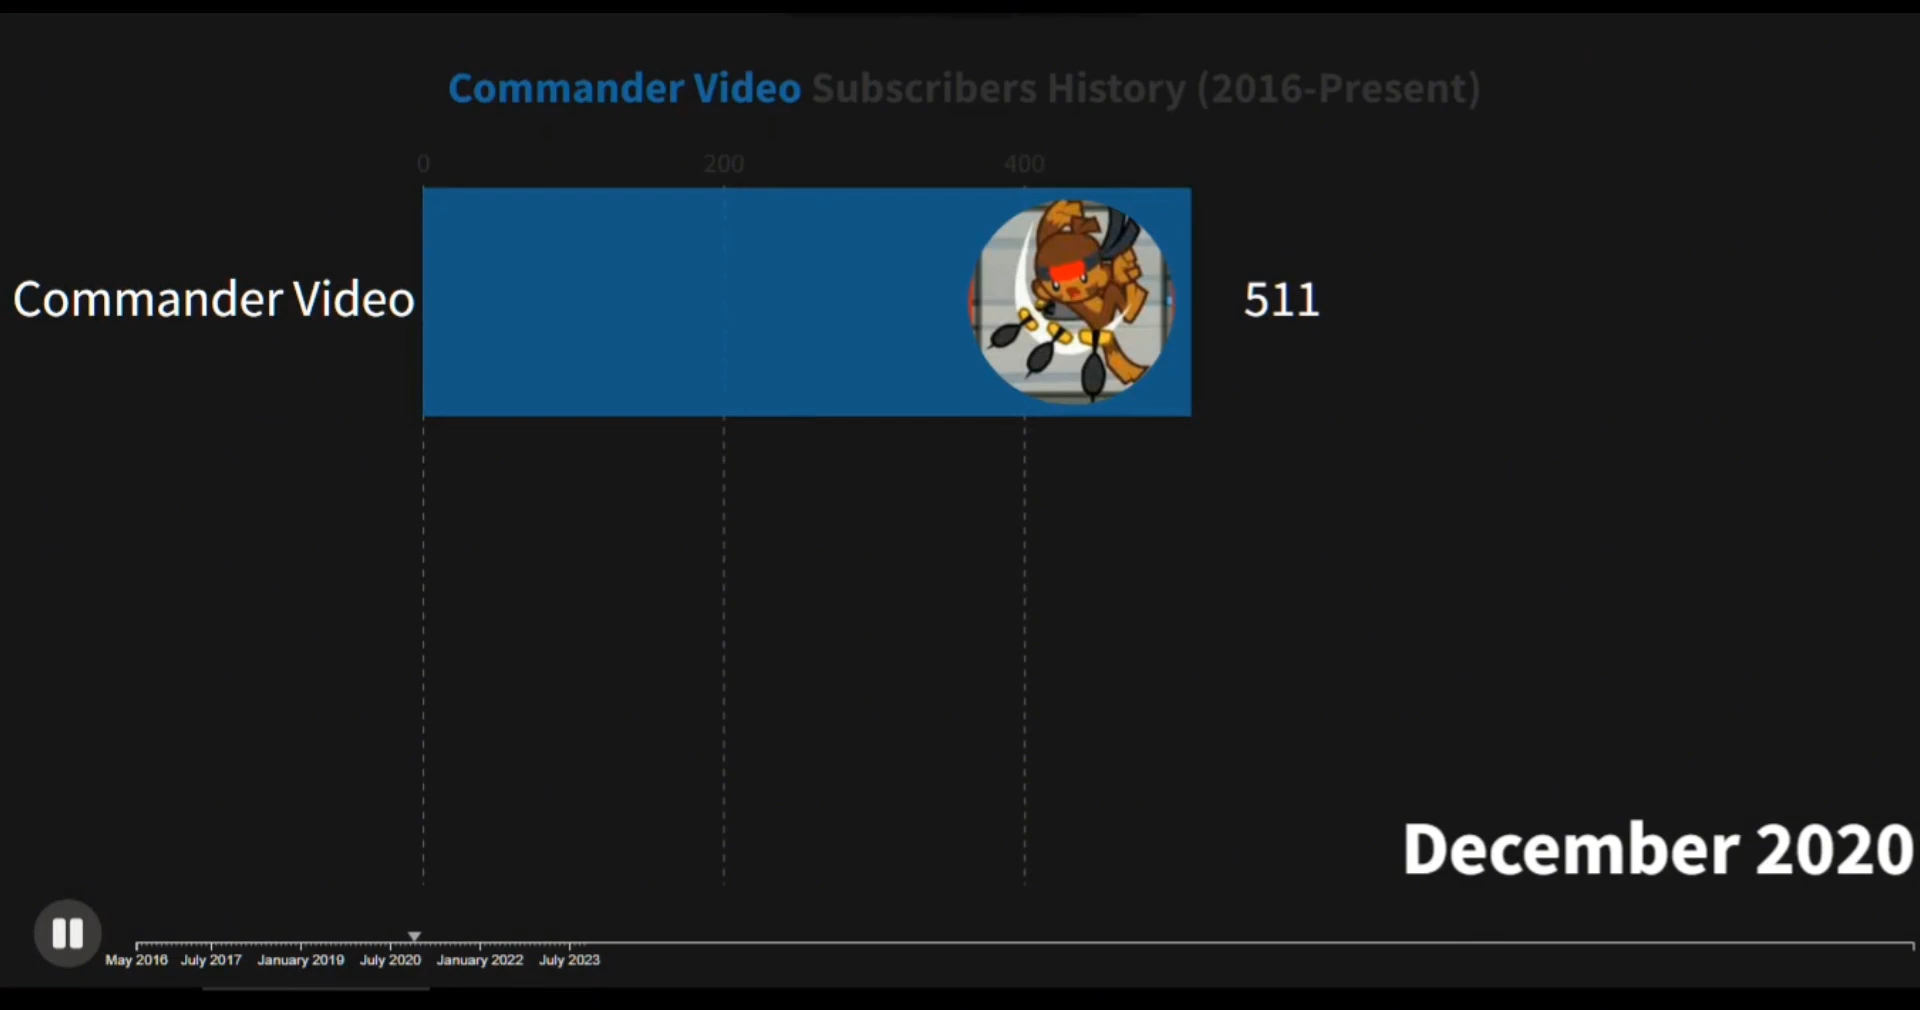 Commander Video Subscribers History (2016-Present)
0 200 400
Commander Video 511
December 2020
May 2016 July 2017 January 2019 July 2020 January 2022 July 2023